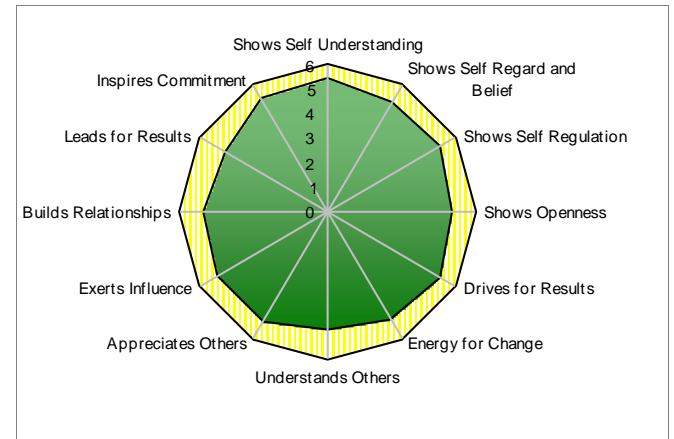 Shows Self Understanding
Shows Self Regard and
Belief
Shows Self Regulation
Shows Openness
Drives for Results
Energy for Change
Understands Others
Appreciates Others
Exerts Influence
Builds Relationships
Leads for Results
Inspires Commitment
6
5
4
3
2
1
0